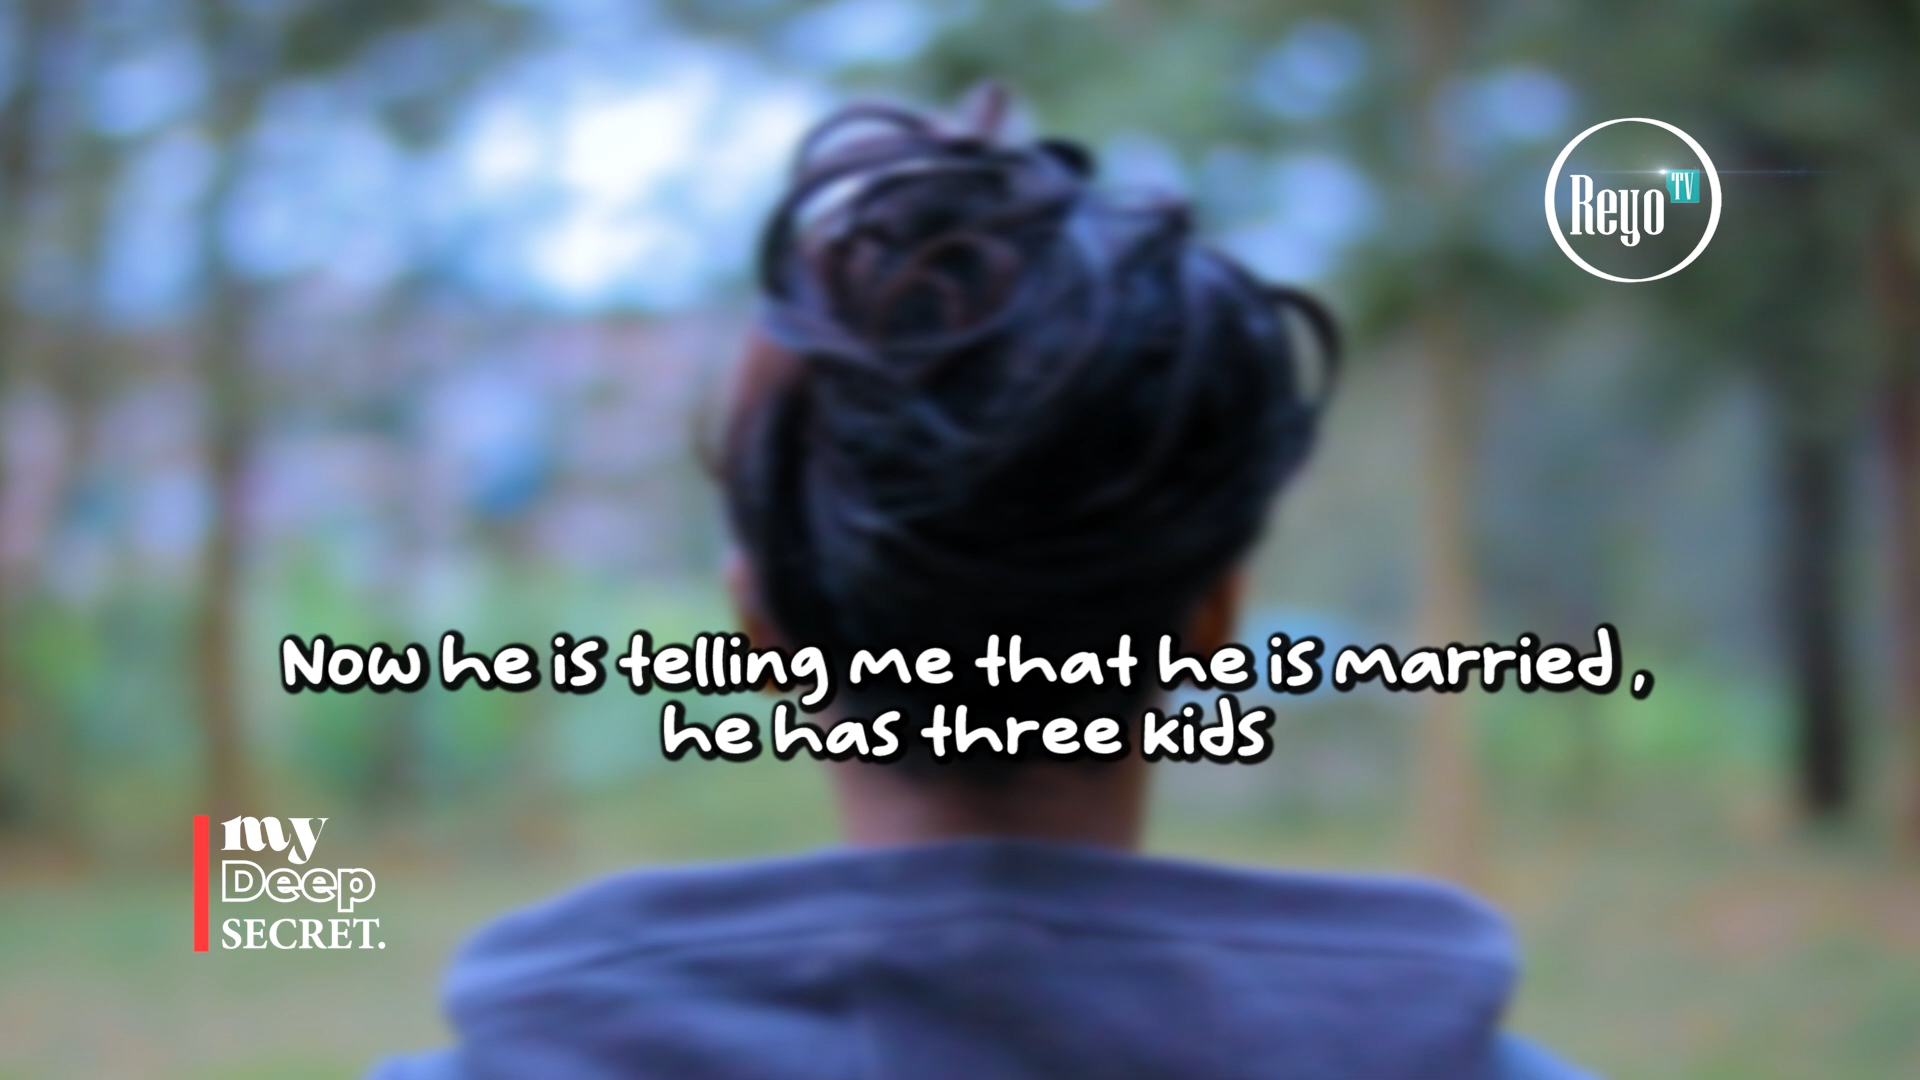 Reyo TV
Now he is telling me that he is married,
he has three kids
my
Deep
SECRET.